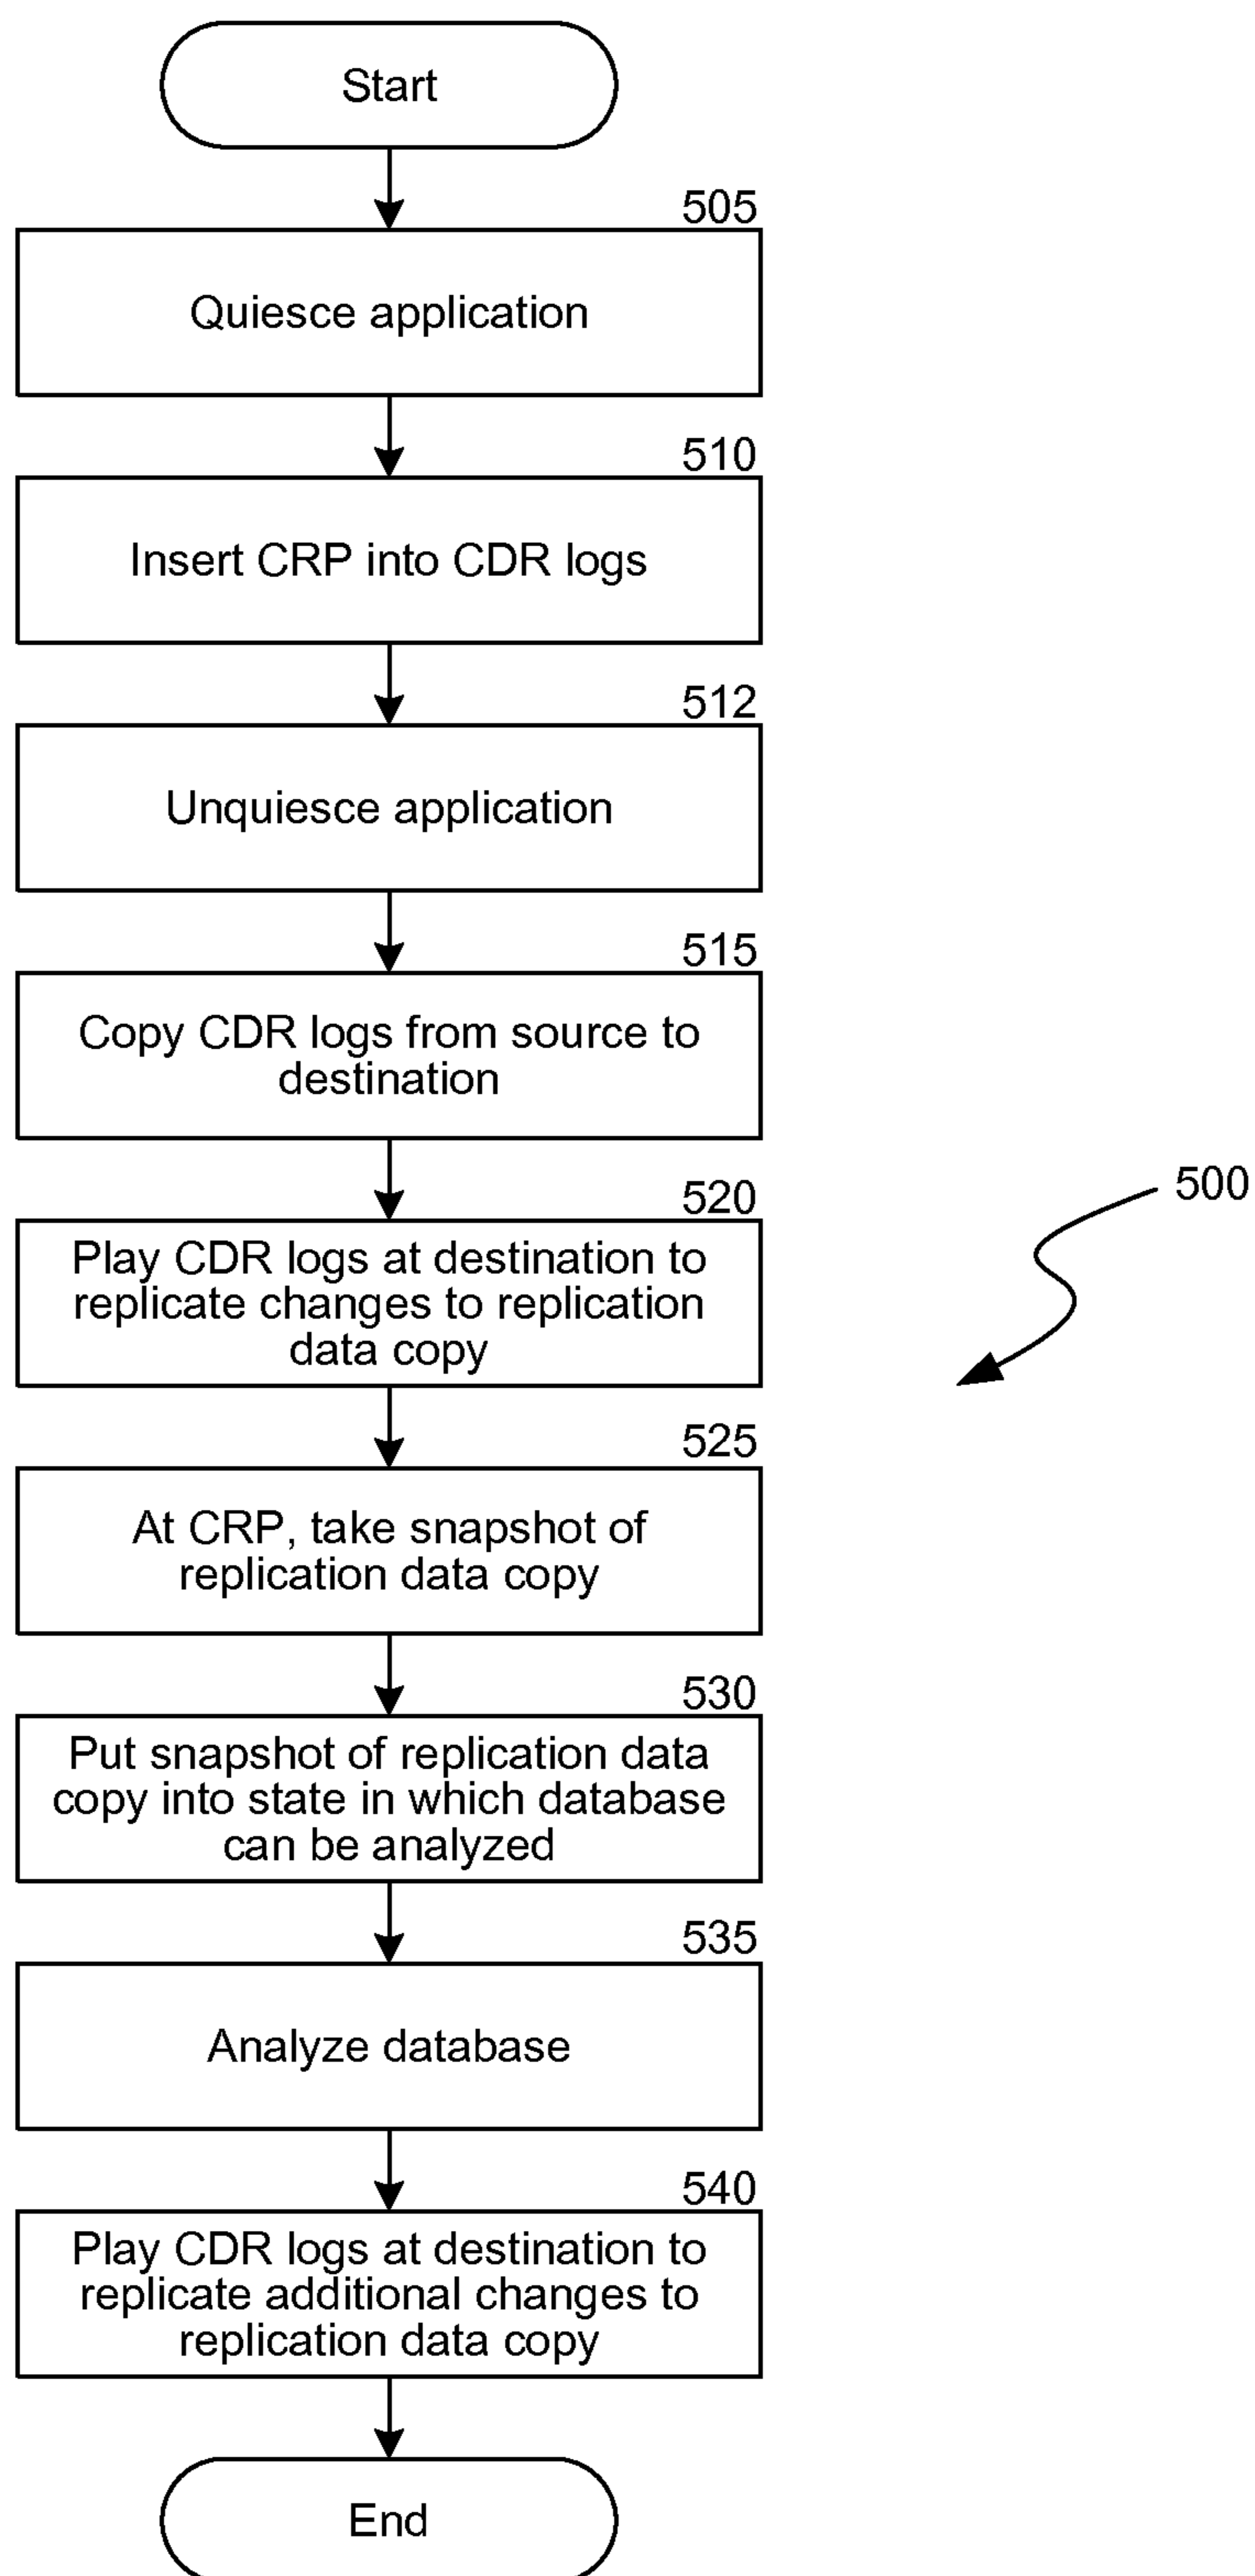 Start
505
Quiesce application
510
Insert CRP into CDR logs
512
Unquiesce application
515
Copy CDR logs from source to
destination
520
Play CDR logs at destination to
replicate changes to replication
data copy
500
525
At CRP, take snapshot of
replication data copy
530
Put snapshot of replication data
copy into state in which database
can be analyzed
535
Analyze database
540
Play CDR logs at destination to
replicate additional changes to
replication data copy
End